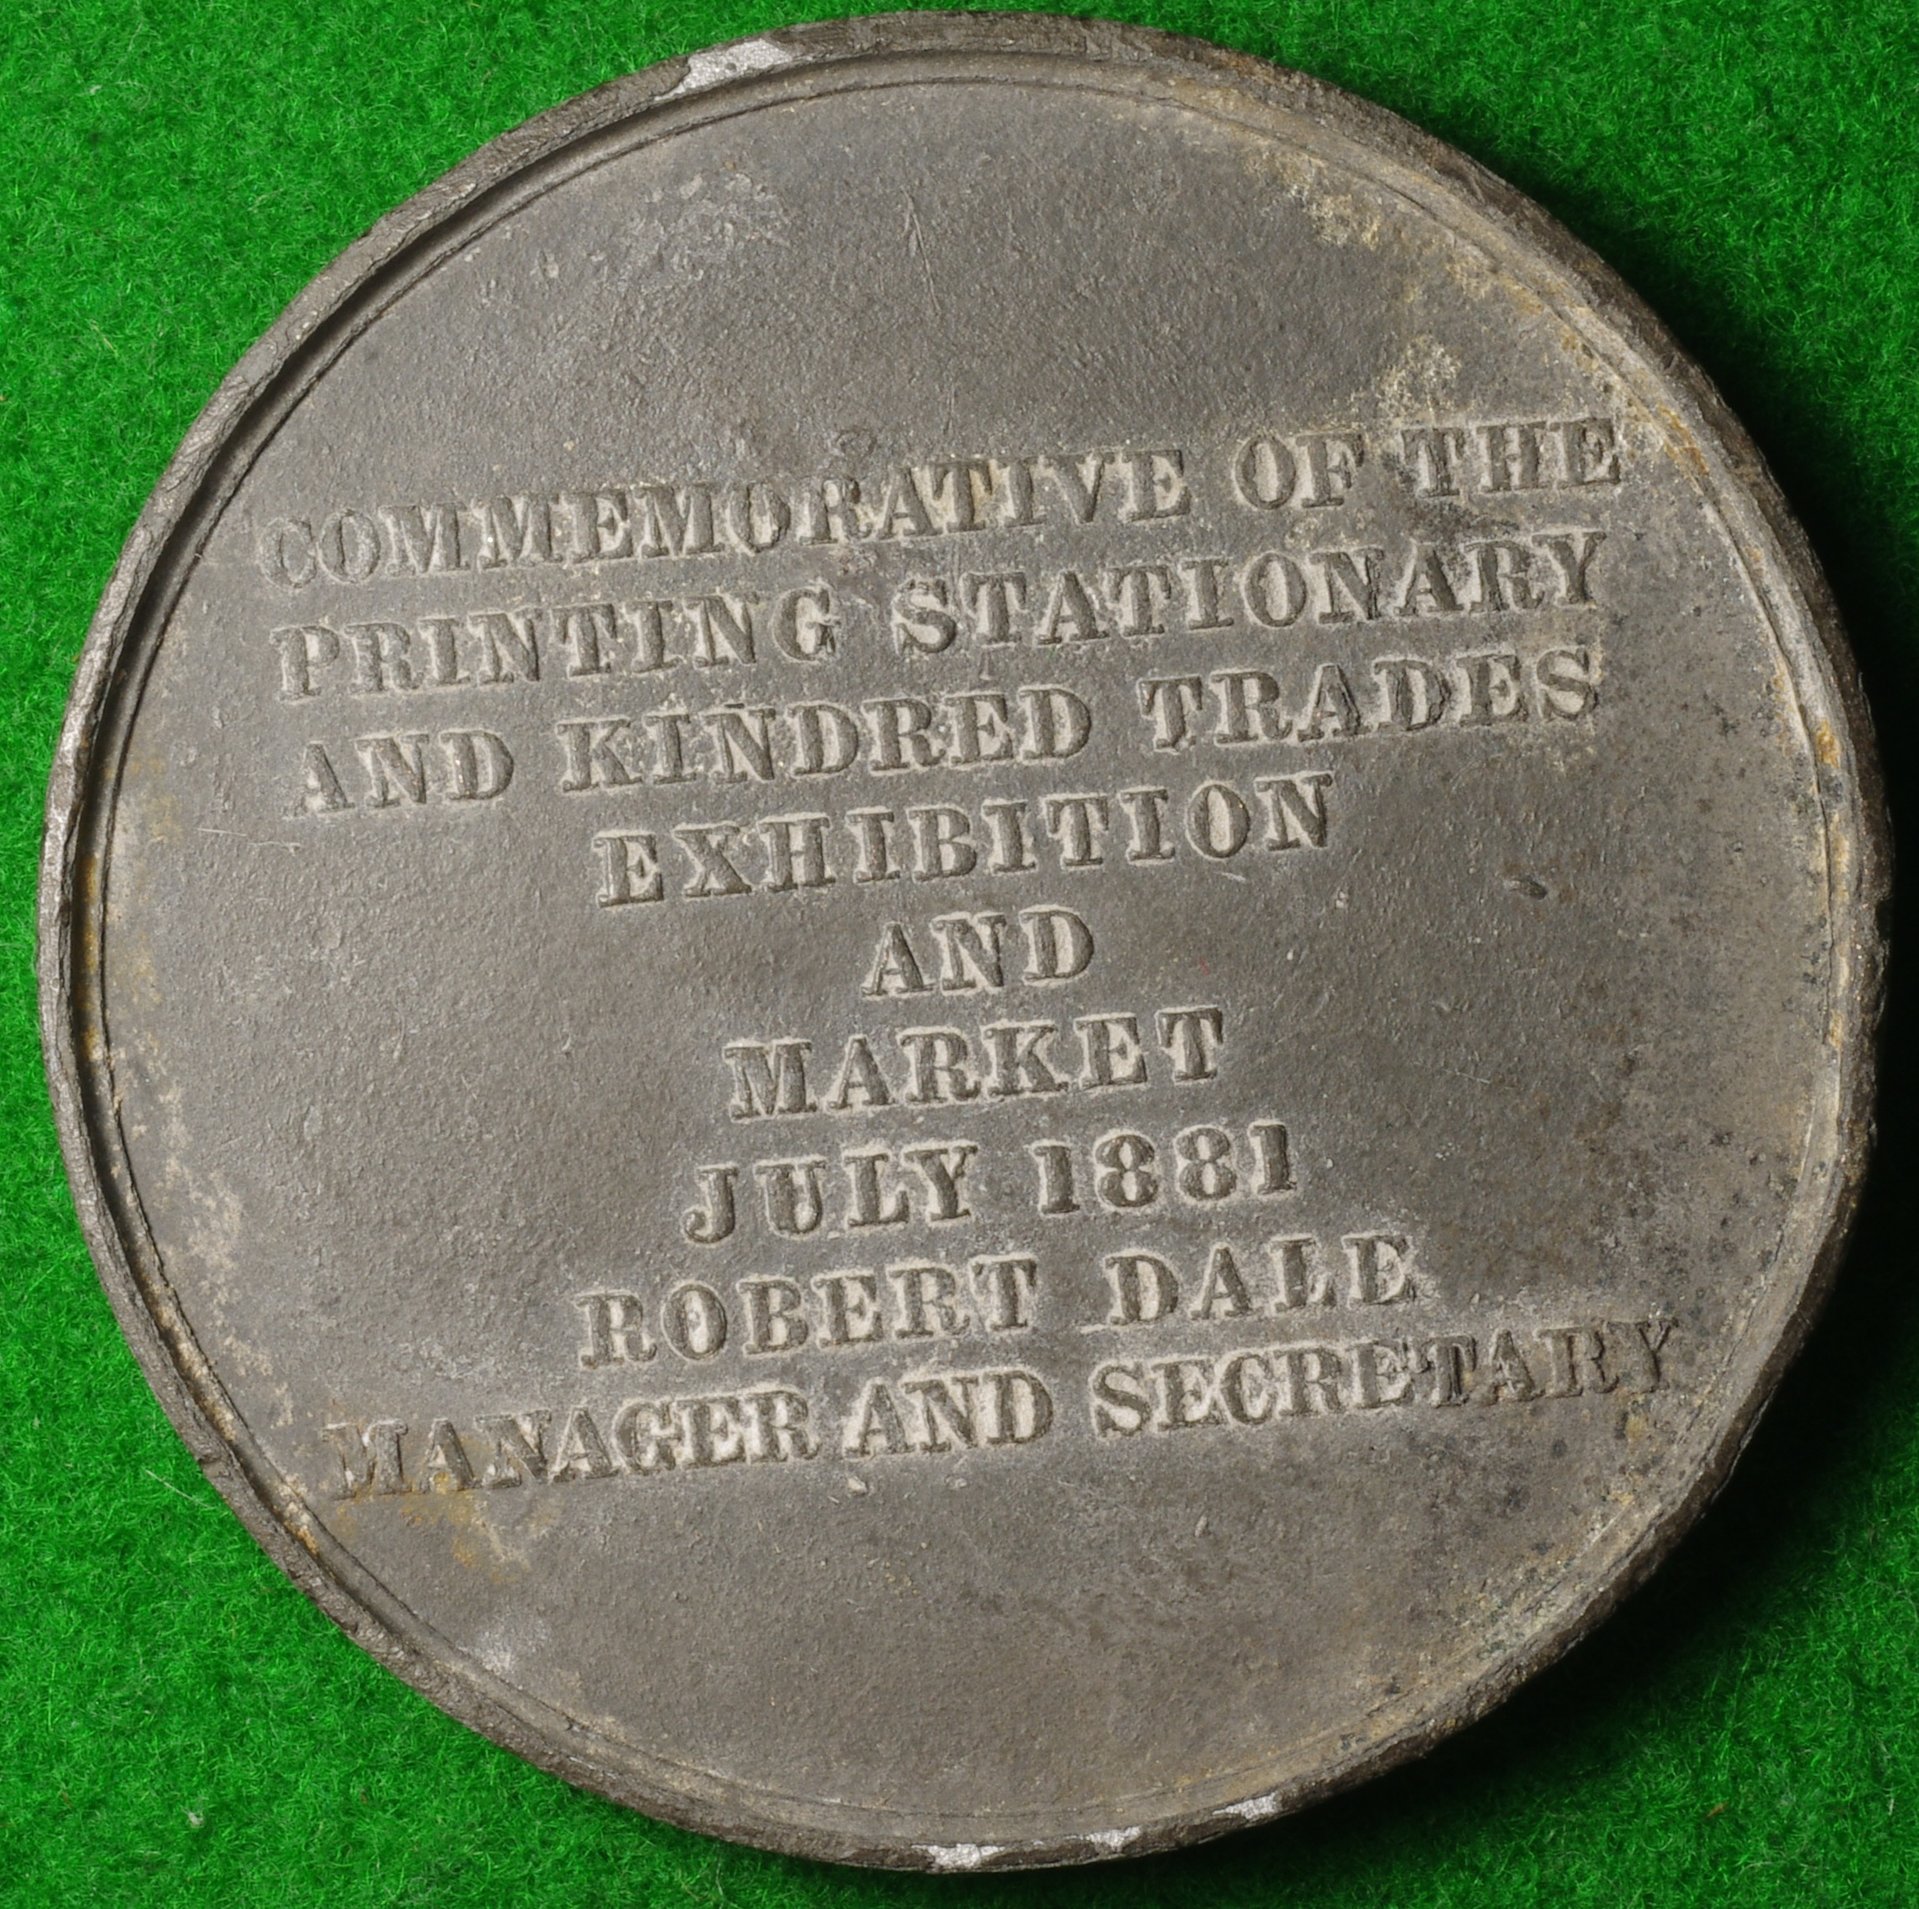 COMMEMORATIVE OF THE
PRINTING STATIONARY
AND KINDRED TRADES
EXHIBITION
AND
MARKET
JULY 1881
ROBERT DALE
MANAGER AND SECRETARY